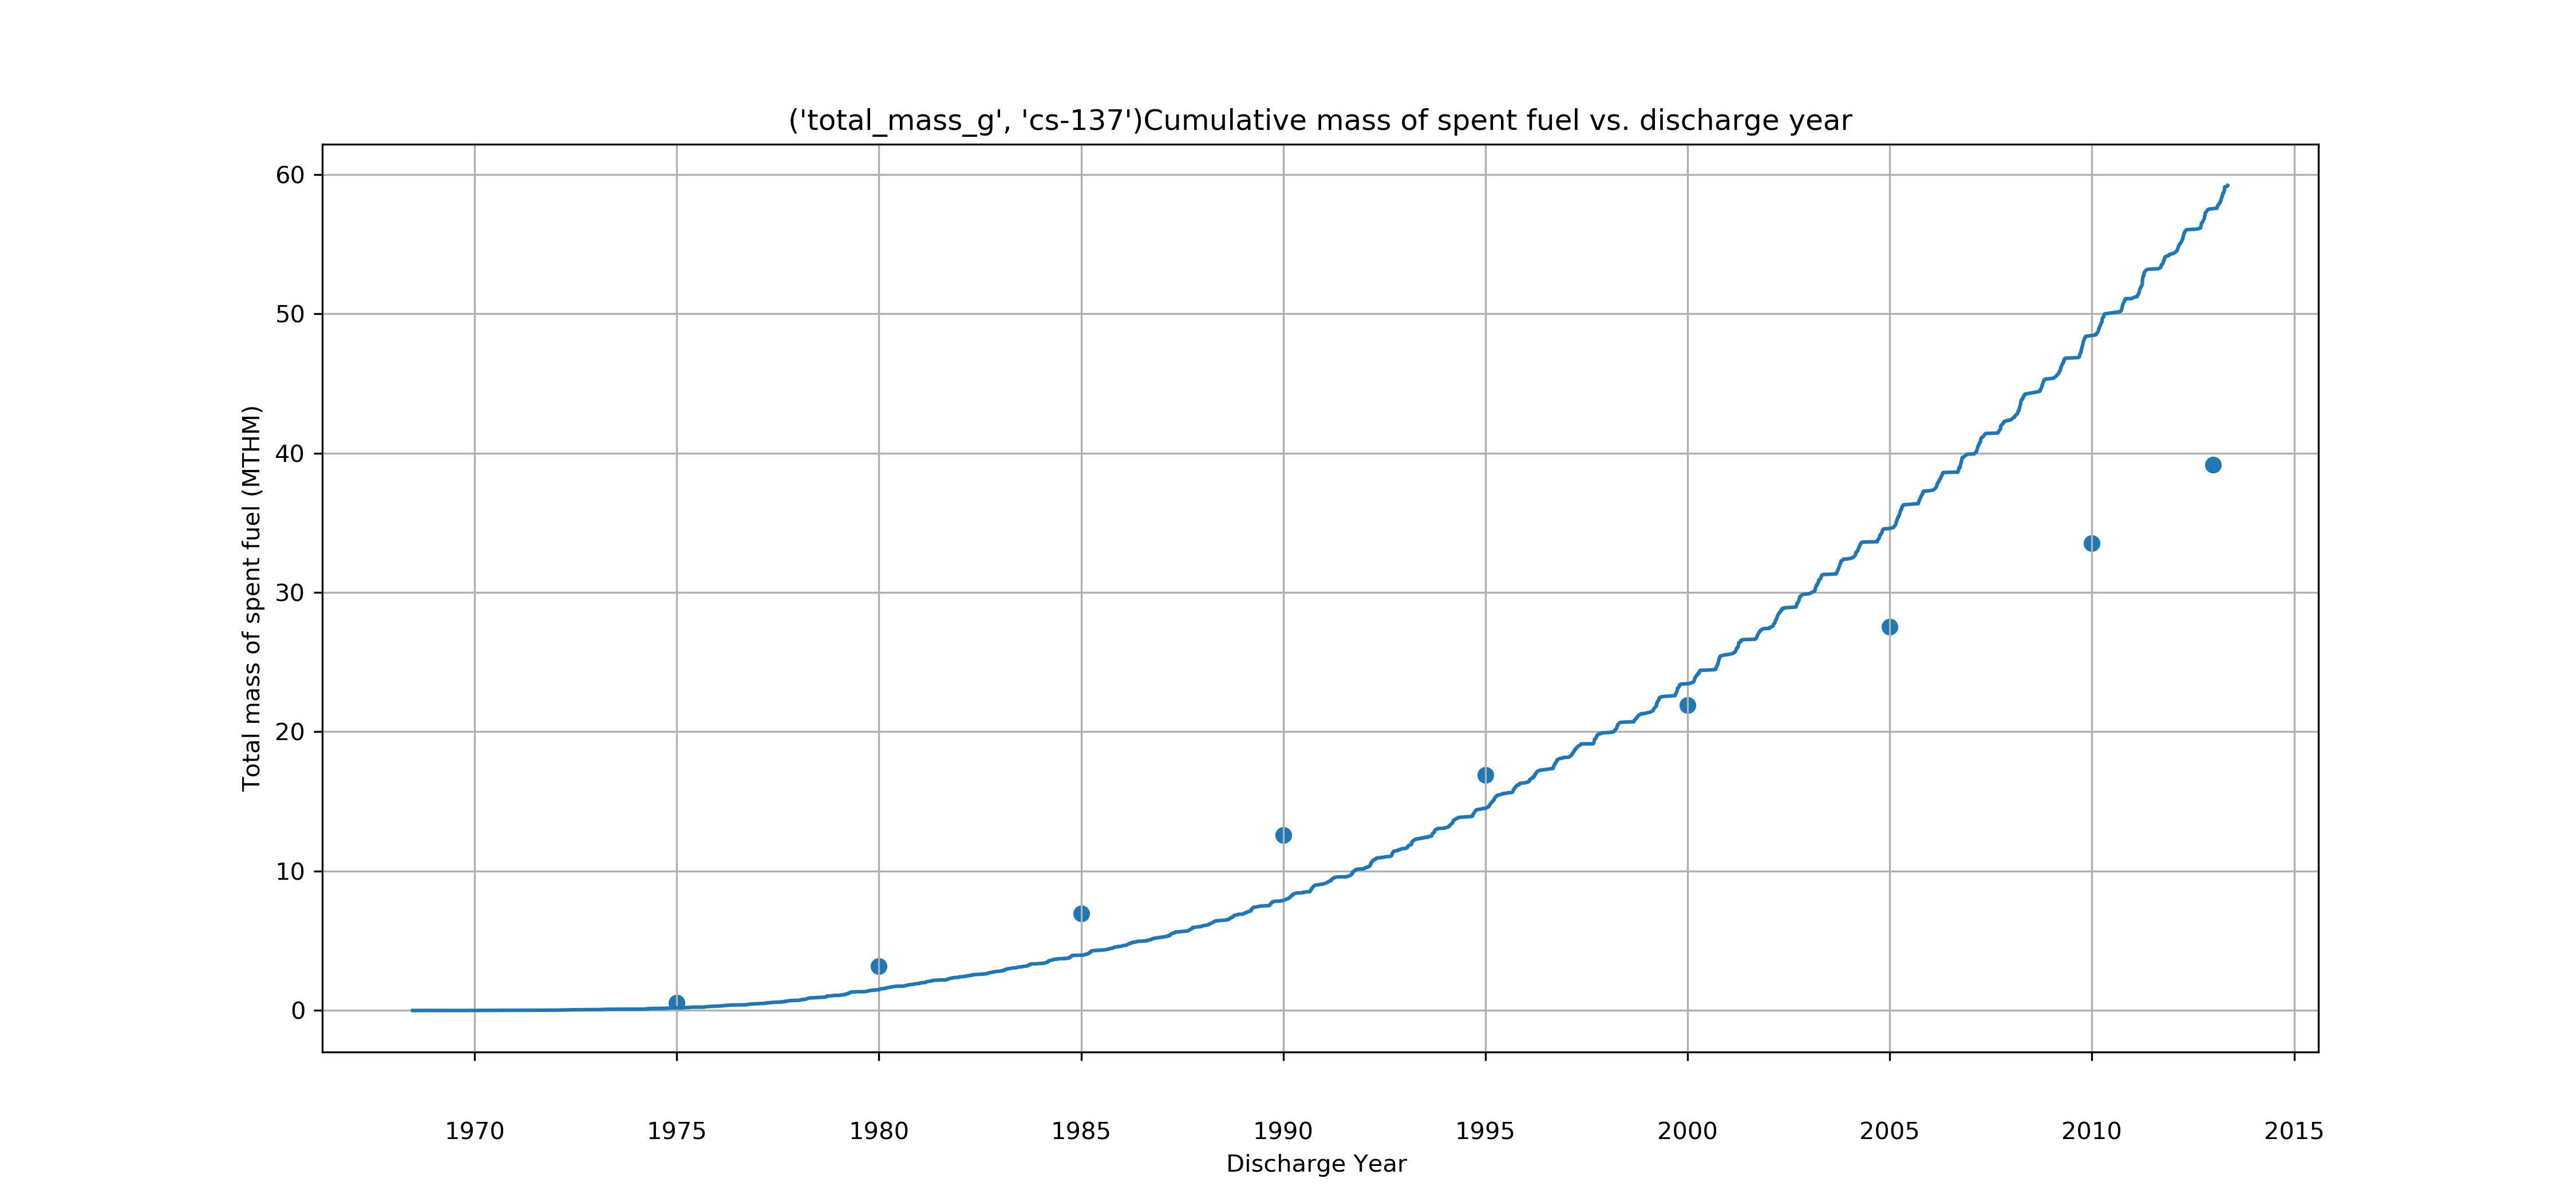 ('total_mass_g', 'cs-137')Cumulative mass of spent fuel vs. discharge year
60
50
40
30
20
10
0
Total mass of spent fuel (MTHM)
1970 1975 1980 1985 1990 1995 2000 2005 2010 2015
Discharge Year